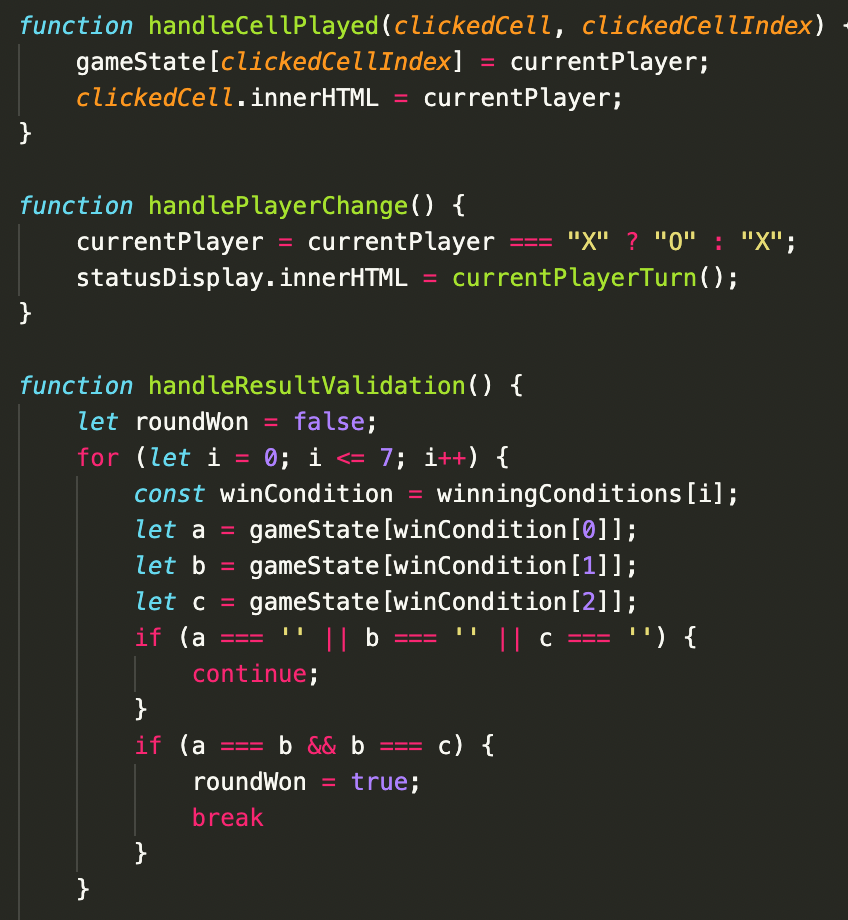 function handleCellPlayed(clickedCell, clickedCellIndex) {
    gameState[clickedCellIndex] = currentPlayer;
    clickedCell.innerHTML = currentPlayer;
}

function handlePlayerChange() {
    currentPlayer = currentPlayer === "X" ? "O" : "X";
    statusDisplay.innerHTML = currentPlayerTurn();
}

function handleResultValidation() {
    let roundWon = false;
    for (let i = 0; i <= 7; i++) {
        const winCondition = winningConditions[i];
        let a = gameState[winCondition[0]];
        let b = gameState[winCondition[1]];
        let c = gameState[winCondition[2]];
        if (a === '' || b === '' || c === '') {
            continue;
        }
        if (a === b && b === c) {
            roundWon = true;
            break
        }
    }